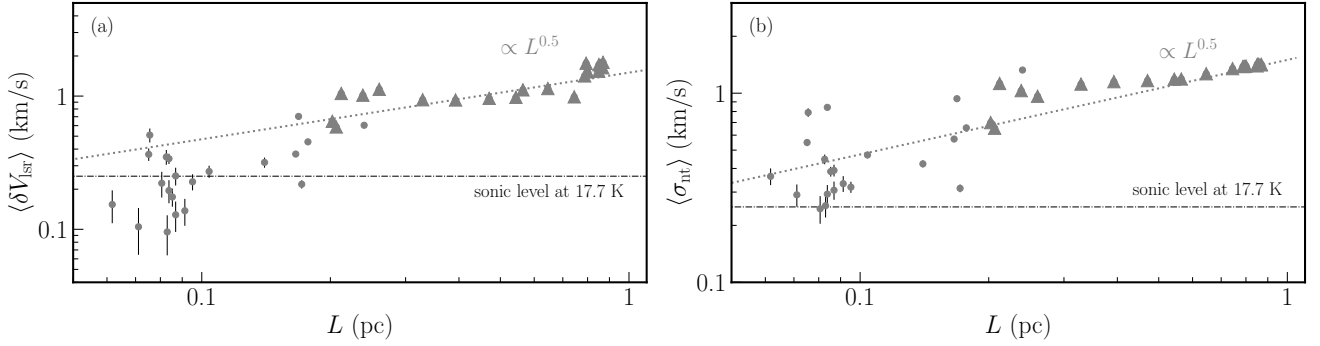 (a)
∝ L^0.5
sonic level at 17.7 K
1
0.1
⟨δV_lsr⟩ (km/s)
0.1
1
L (pc)
(b)
∝ L^0.5
sonic level at 17.7 K
1
0.1
⟨σ_nt⟩ (km/s)
0.1
1
L (pc)